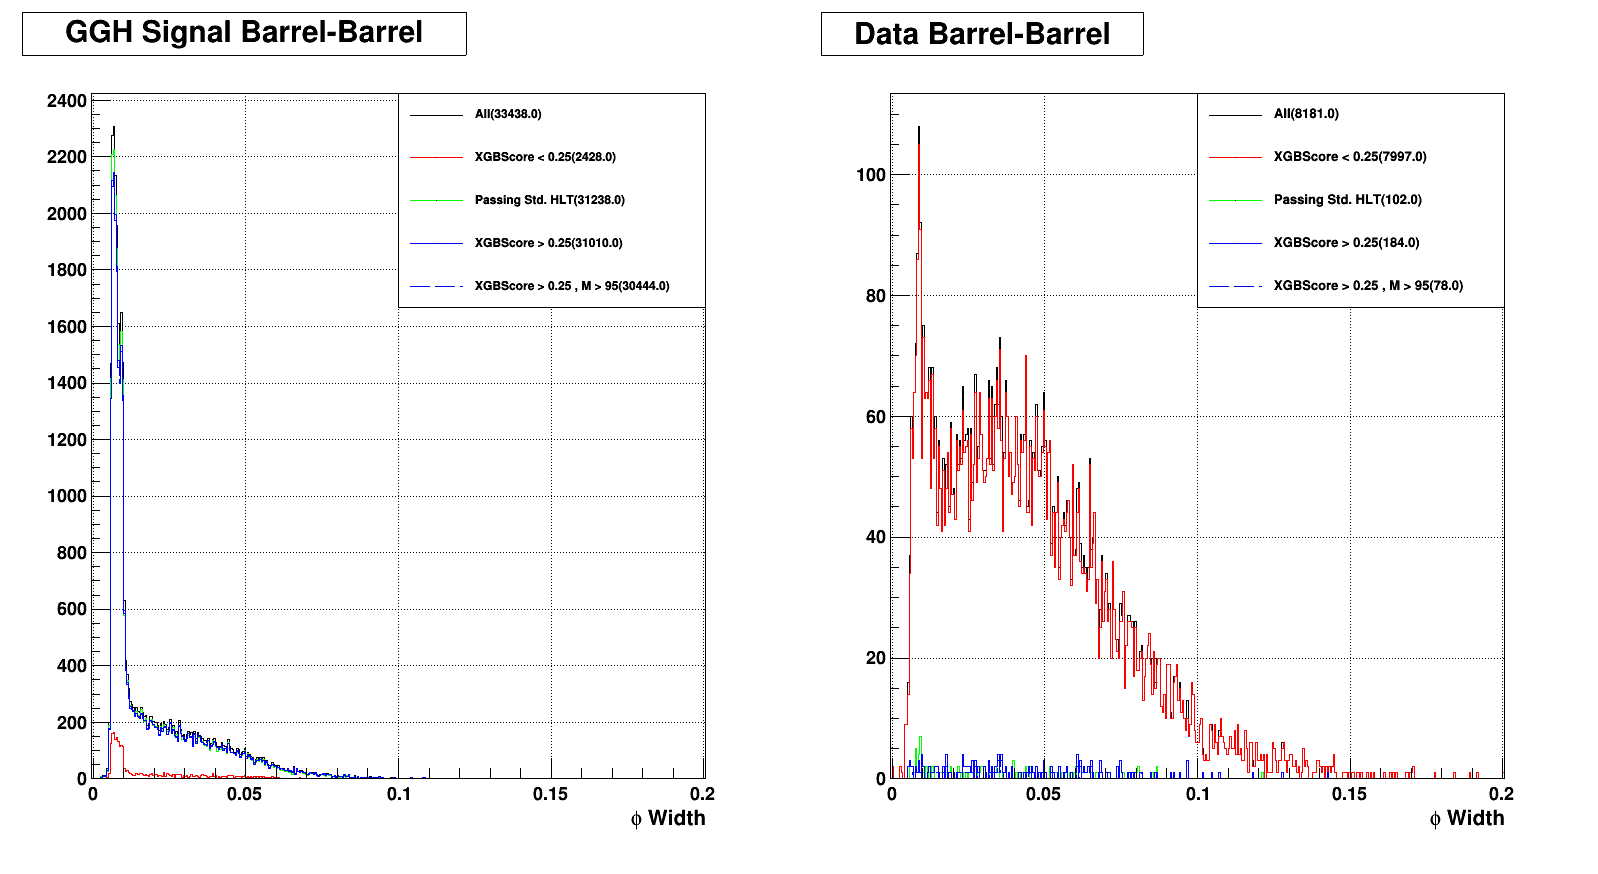 GGH Signal Barrel-Barrel
2400
2200
2000
1800
1600
1400
1200
1000
800
600
400
200
0
0 0.05 0.1 0.15 0.2
ϕ Width
All(33438.0)
XGBScore < 0.25(2428.0)
Passing Std. HLT(31238.0)
XGBScore > 0.25(31010.0)
XGBScore > 0.25 , M > 95(30444.0)
Data Barrel-Barrel
100
80
60
40
20
0
0 0.05 0.1 0.15 0.2
ϕ Width
All(8181.0)
XGBScore < 0.25(7997.0)
Passing Std. HLT(102.0)
XGBScore > 0.25(184.0)
XGBScore > 0.25 , M > 95(78.0)